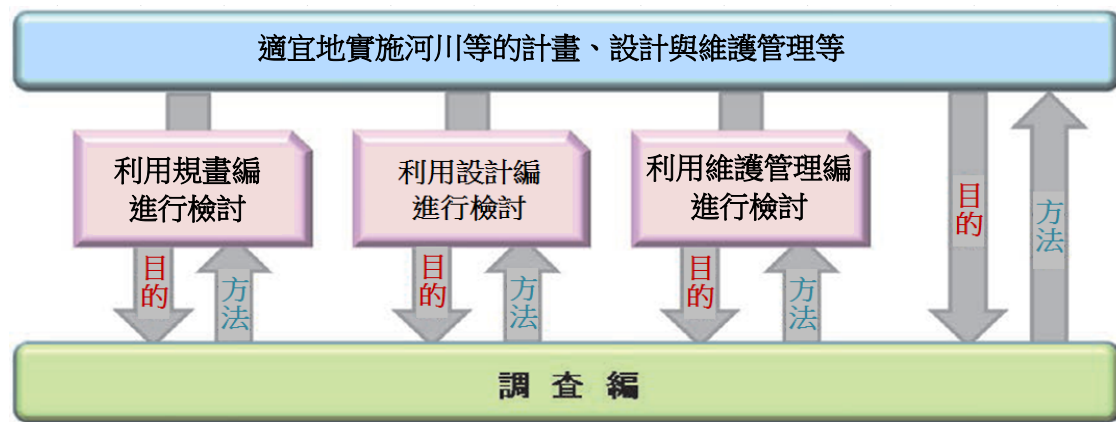 適宜地實施河川等的計畫、設計與維護管理等
利用規畫編
進行檢討
利用設計編
進行檢討
利用維護管理編
進行檢討
目的
方法
目的
方法
目的
方法
目的
方法
調査編